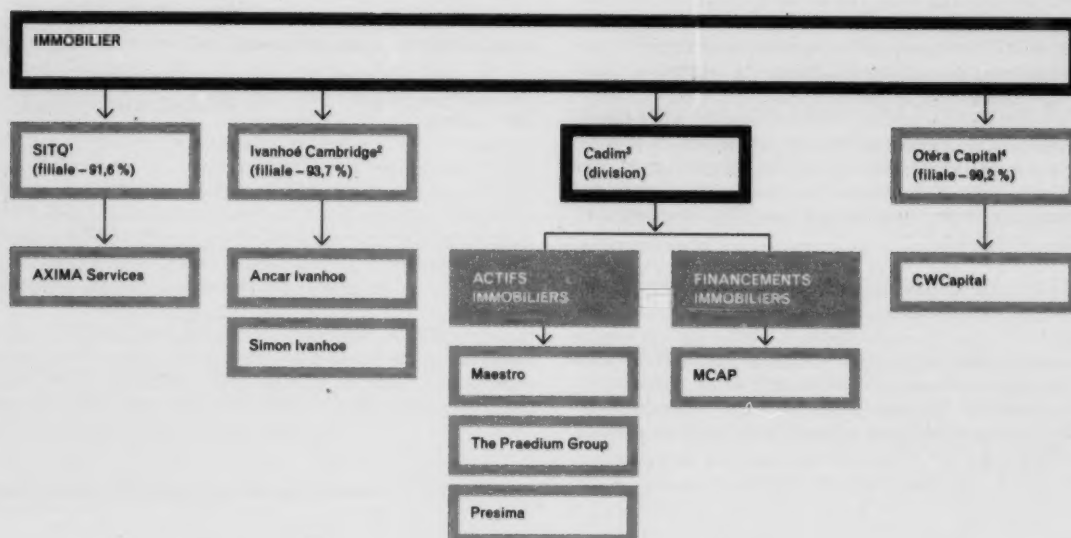 IMMOBILIER
SITQ¹
(filiale – 91,6 %)
Ivanhoé Cambridge²
(filiale – 93,7 %)
Cadim³
(division)
Otéra Capital⁴
(filiale – 99,2 %)
AXIMA Services
Ancar Ivanhoe
Simon Ivanhoe
ACTIFS
IMMOBILIERS
FINANCEMENTS
IMMOBILIERS
CWCapital
Maestro
MCAP
The Praedium Group
Presima